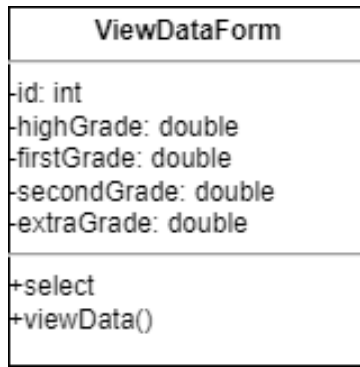 ViewDataForm
-id: int
-highGrade: double
-firstGrade: double
-secondGrade: double
-extraGrade: double
+select
+viewData()